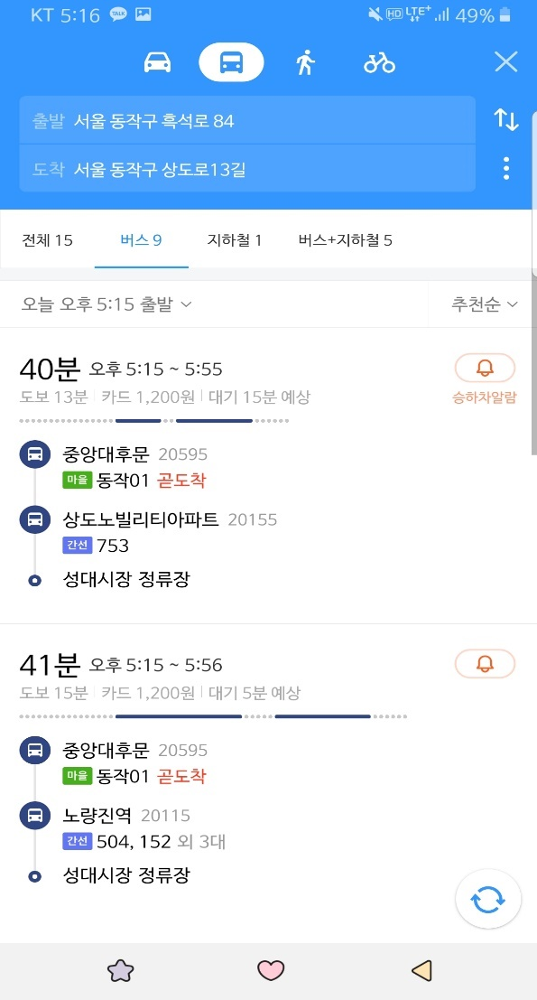 KT 5:16 TALK HD LTE+ 49%
출발 서울 동작구 흑석로 84
도착 서울 동작구 상도로13길
전체 15 버스 9 지하철 1 버스+지하철 5
오늘 오후 5:15 출발 추천순
40분 오후 5:15 ~ 5:55
도보 13분 카드 1,200원 대기 15분 예상 승하차알람
중앙대후문 20595
마을 동작01 곧도착
상도노빌리티아파트 20155
간선 753
성대시장 정류장
41분 오후 5:15 ~ 5:56
도보 15분 카드 1,200원 대기 5분 예상
중앙대후문 20595
마을 동작01 곧도착
노량진역 20115
간선 504, 152 외 3대
성대시장 정류장